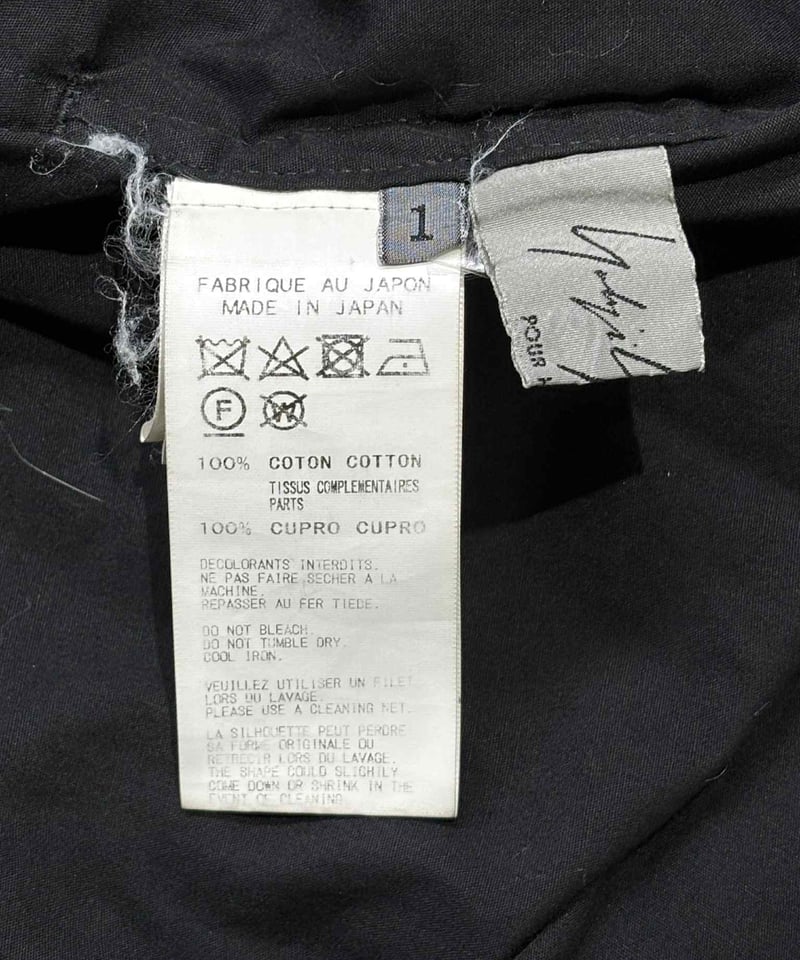 1
Yohji
POUR
FABRIQUE AU JAPON
MADE IN JAPAN
F
W
100% COTON COTTON
TISSUS COMPLEMENTAIRES
PARTS
100% CUPRO CUPRO
DECOLORANTS INTERDITS.
NE PAS FAIRE SECHER A LA
MACHINE.
REPASSER AU FER TIEDE.
DO NOT BLEACH.
DO NOT TUMBLE DRY.
COOL IRON.
VEUILLEZ UTILISER UN FILET
LORS DU LAVAGE.
PLEASE USE A CLEANING NET.
LA SILHOUETTE PEUT PERDRE
SA FORME ORIGINALE OU
RETRECIR LORS DU LAVAGE.
THE SHAPE COULD SLIGHLY
COME DOWN OR SHRINK IN THE
EVENT OF CLEANING